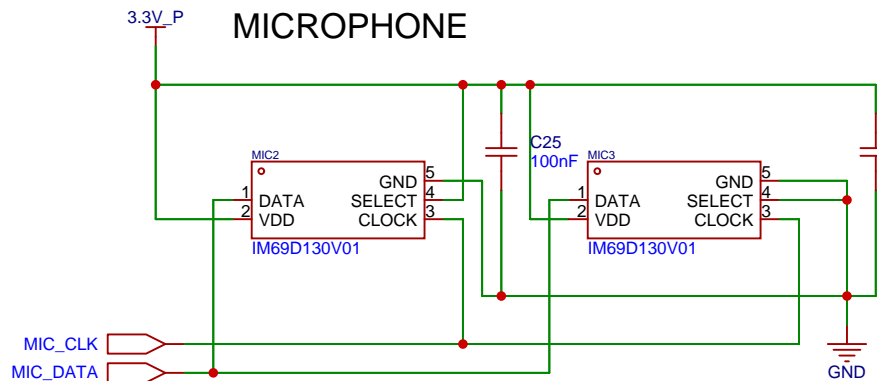 3.3V_P
MICROPHONE
C25
100nF
MIC2
GND 5
1 DATA SELECT 4
2 VDD CLOCK 3
IM69D130V01
MIC3
GND 5
1 DATA SELECT 4
2 VDD CLOCK 3
IM69D130V01
MIC_CLK
MIC_DATA
GND